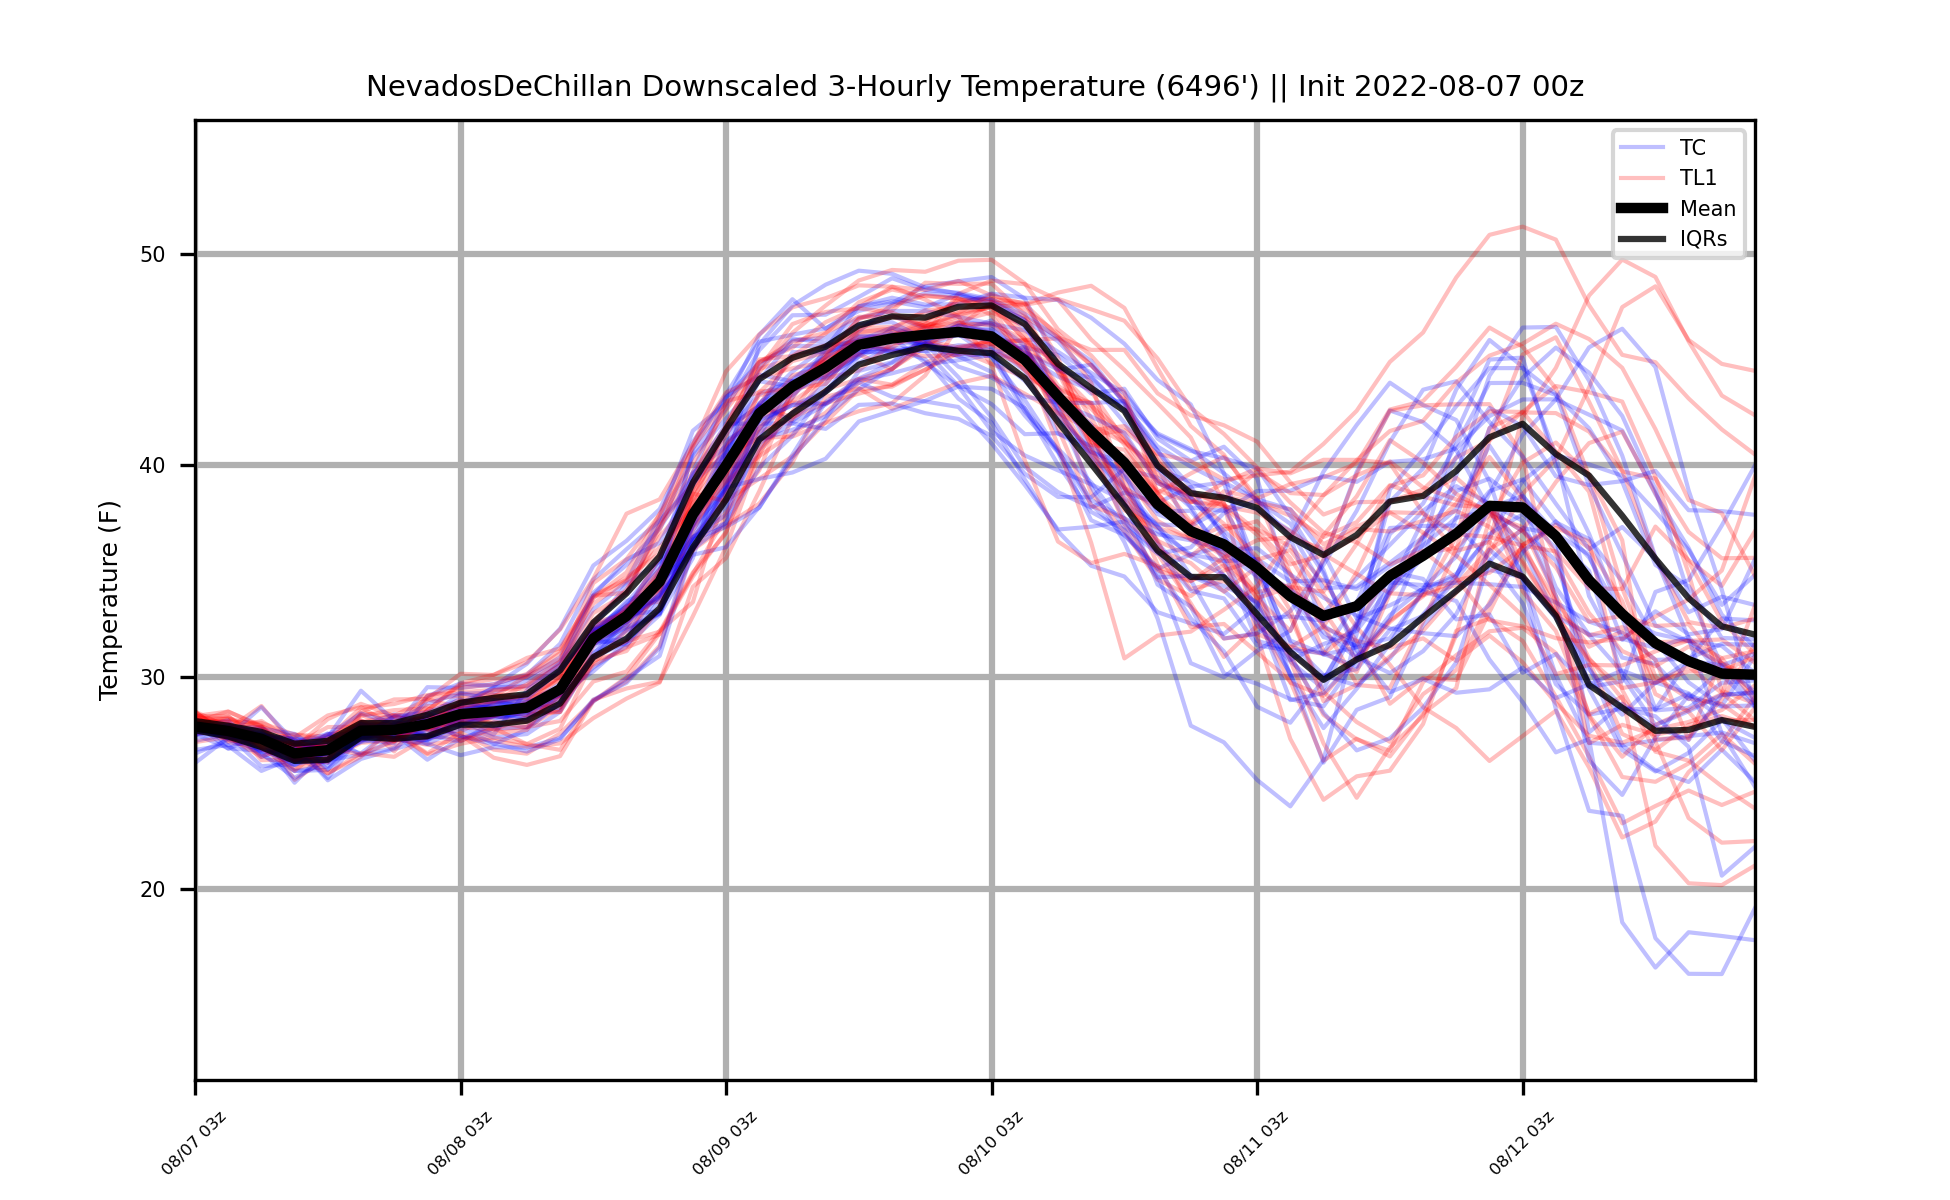 NevadosDeChillan Downscaled 3-Hourly Temperature (6496') || Init 2022-08-07 00z
TC
TL1
Mean
IQRs
Temperature (F)
50
40
30
20
08/07 03z
08/08 03z
08/09 03z
08/10 03z
08/11 03z
08/12 03z